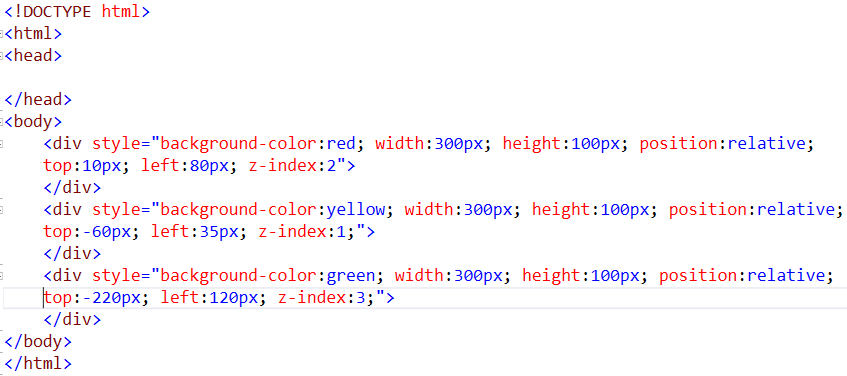 <!DOCTYPE html>
<html>
<head>
</head>
<body>
<div style="background-color:red; width:300px; height:100px; position:relative;
top:10px; left:80px; z-index:2">
</div>
<div style="background-color:yellow; width:300px; height:100px; position:relative;
top:-60px; left:35px; z-index:1;">
</div>
<div style="background-color:green; width:300px; height:100px; position:relative;
top:-220px; left:120px; z-index:3;">
</div>
</body>
</html>